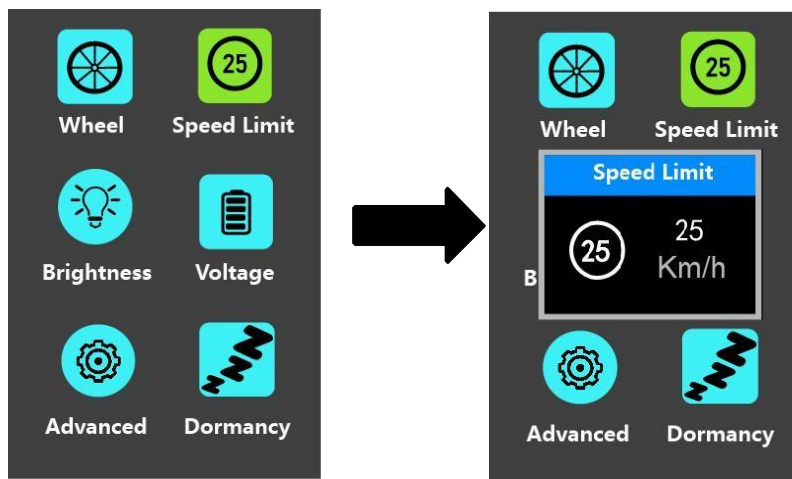 25
Wheel Speed Limit
Brightness Voltage
Advanced Dormancy
25
Wheel Speed Limit
Speed Limit
25 25
Km/h
B
Advanced Dormancy